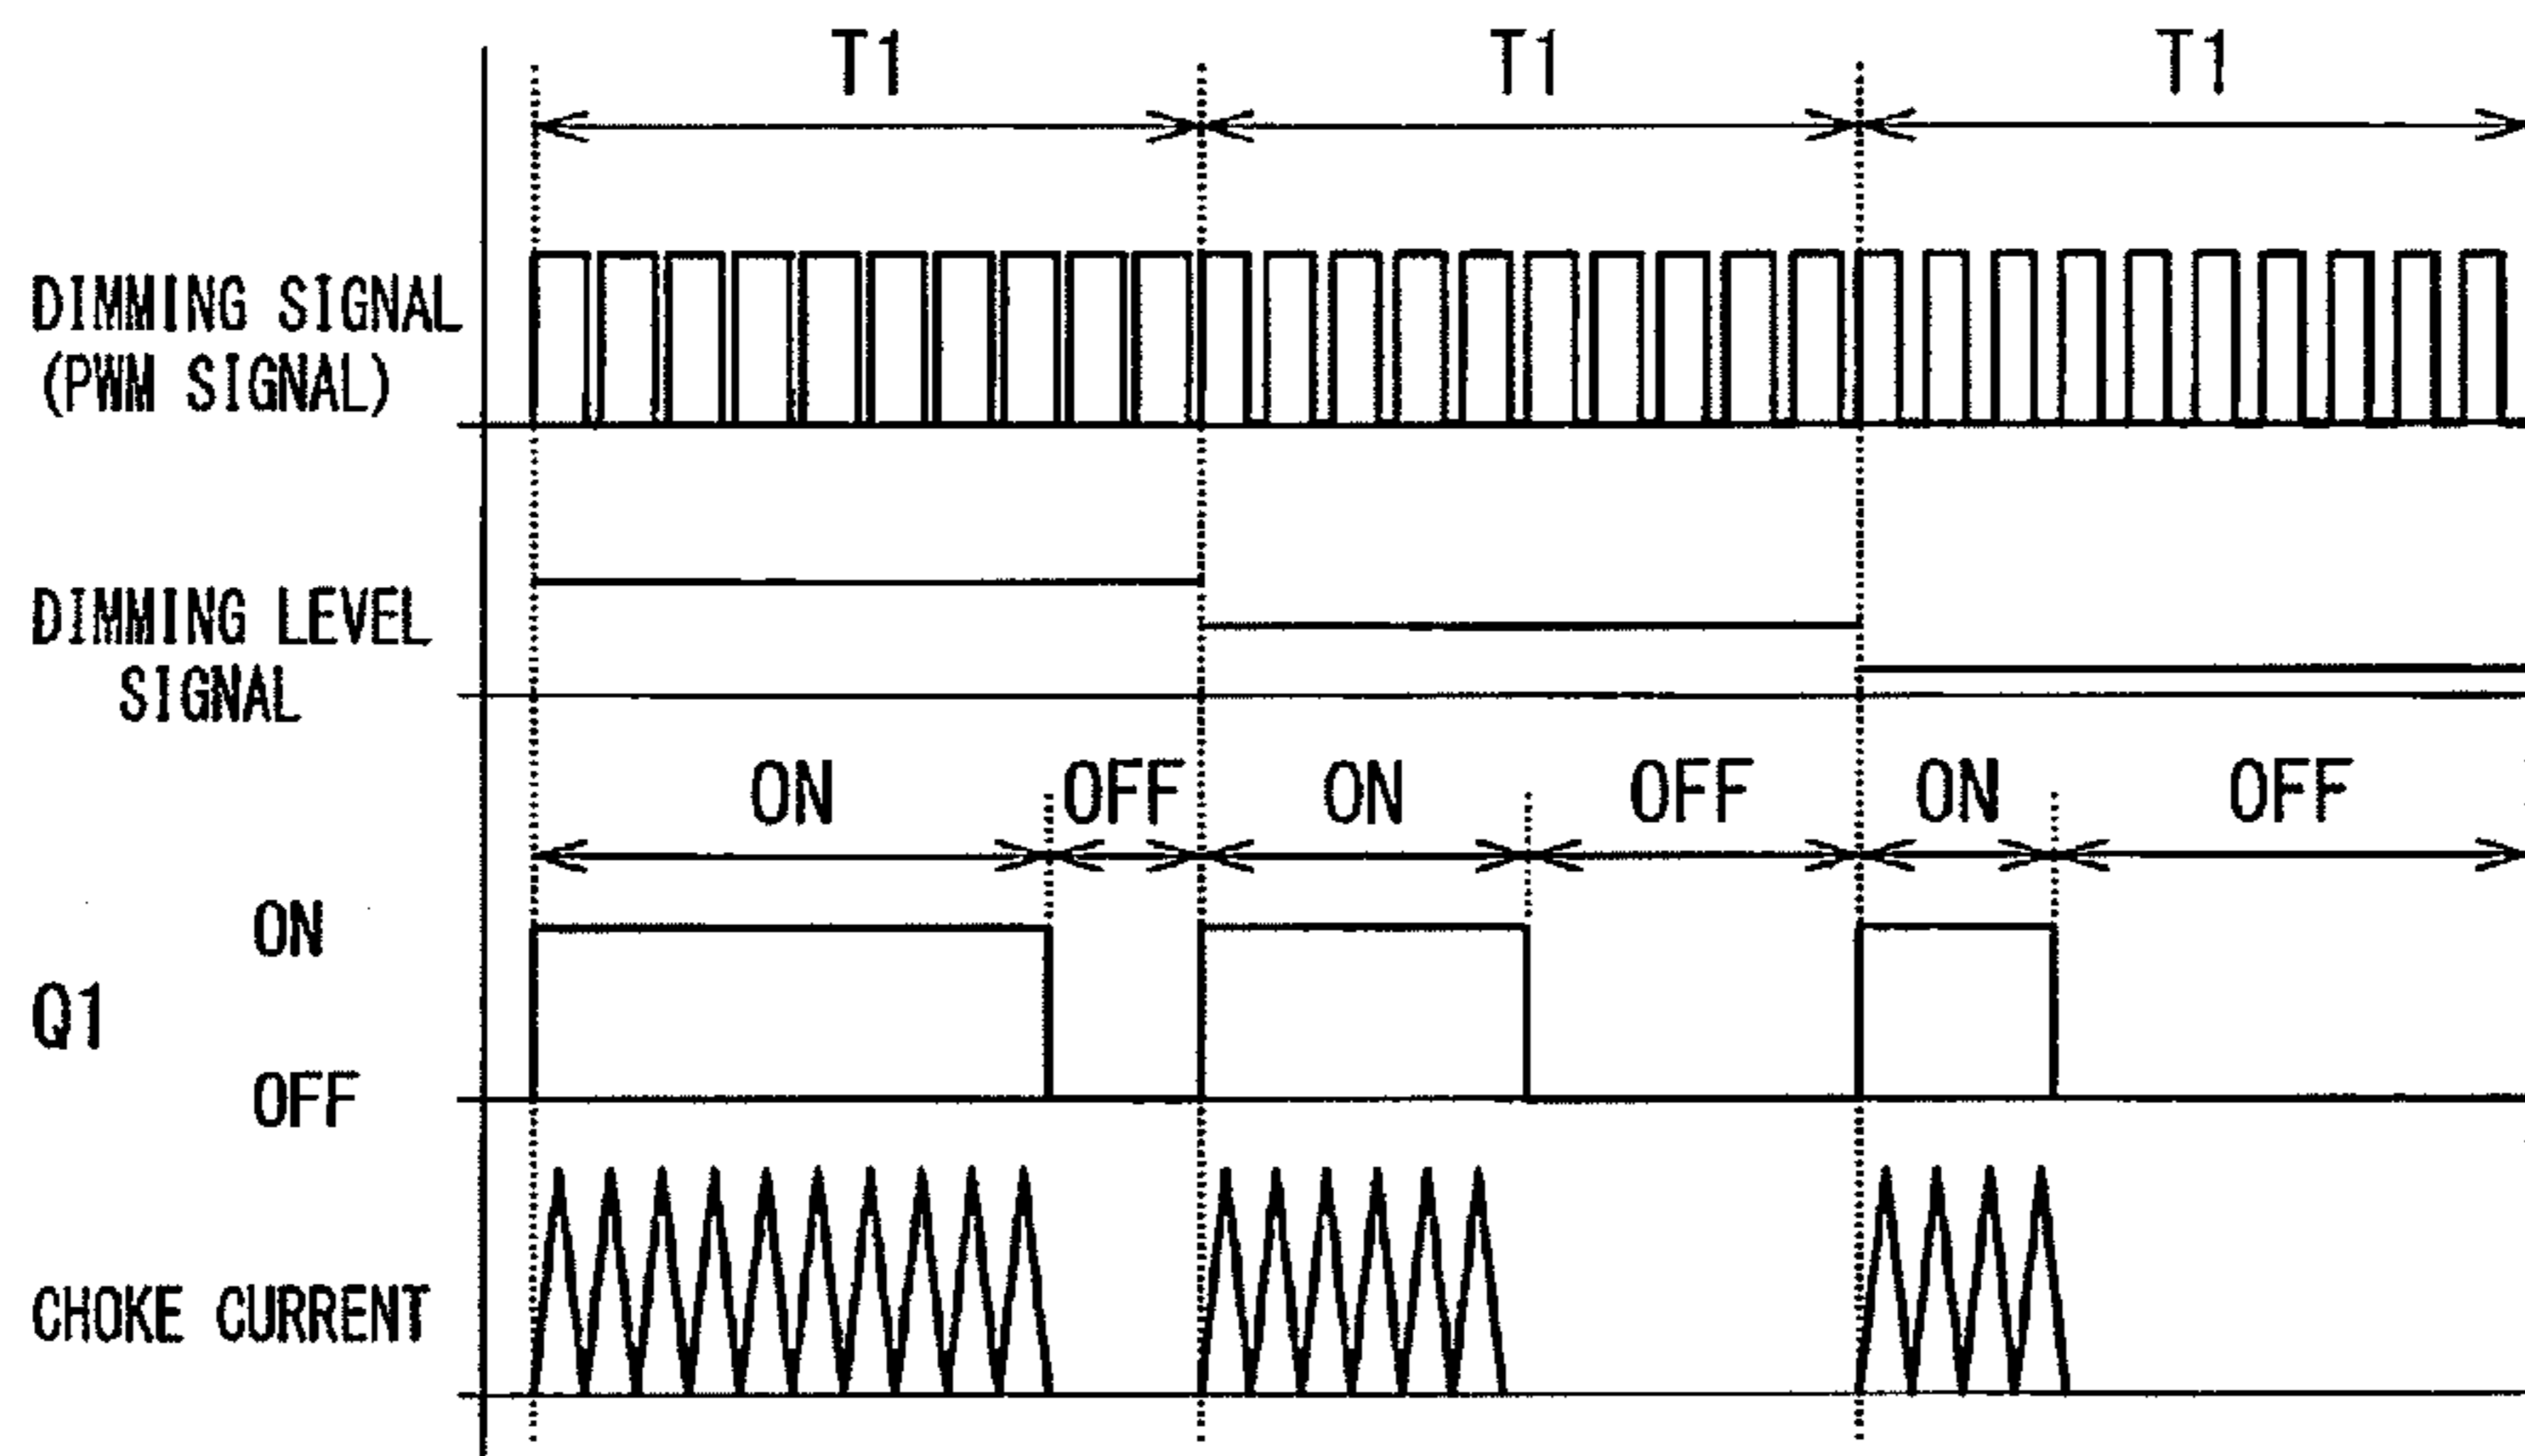 T1 T1 T1
DIMMING SIGNAL
(PWM SIGNAL)
DIMMING LEVEL
SIGNAL
ON OFF ON OFF ON OFF
ON
Q1
OFF
CHOKE CURRENT